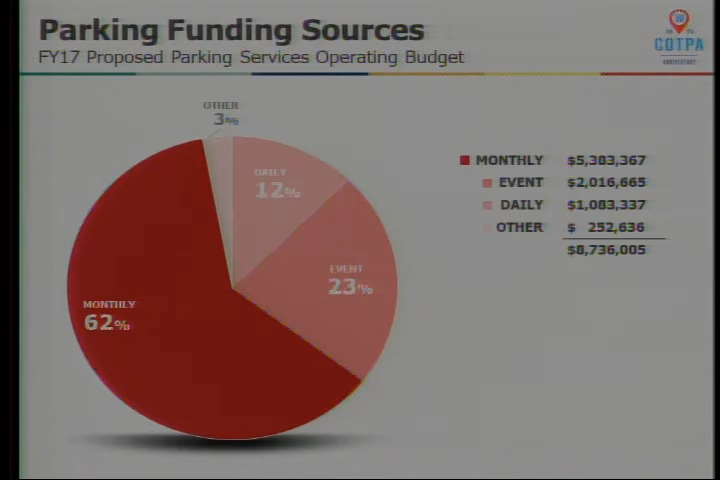 Parking Funding Sources
FY17 Proposed Parking Services Operating Budget
COTPA
OTHER
3%
DAILY
12%
EVENT
23%
MONTHLY
62%
MONTHLY $5,383,367
EVENT $2,016,665
DAILY $1,083,337
OTHER $ 252,636
$8,736,005